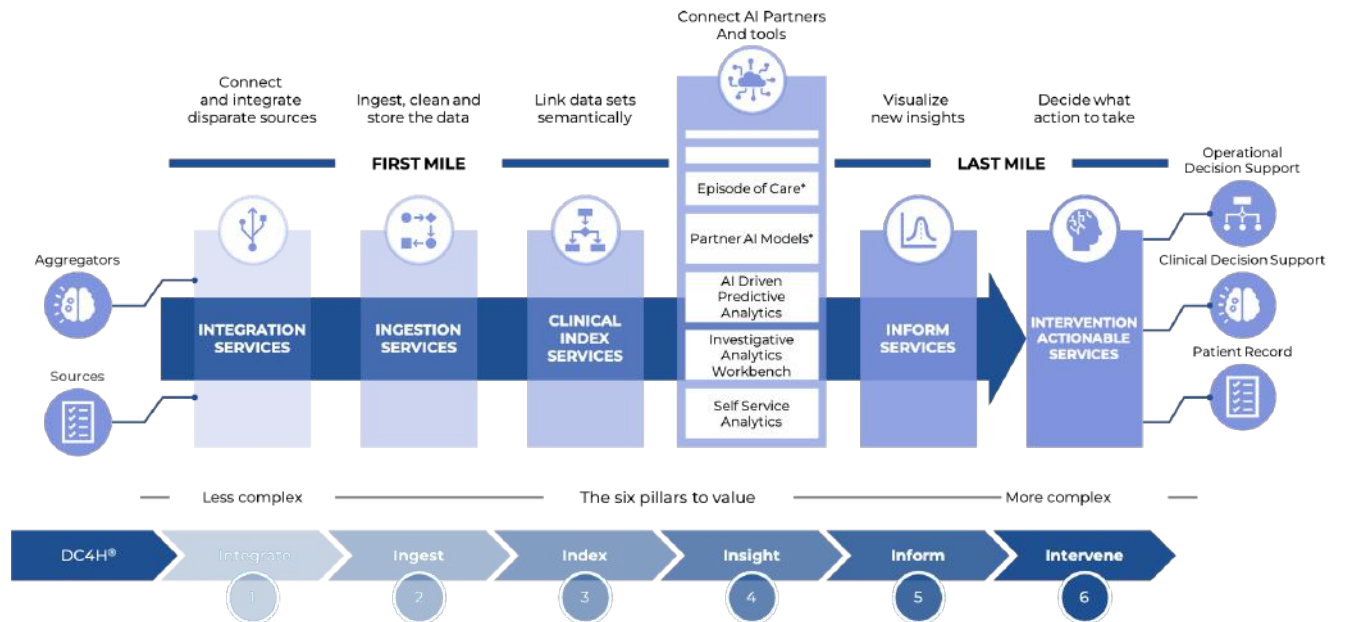 Connect AI Partners
And tools
Connect
and integrate
disparate sources
Ingest, clean and
store the data
Link data sets
semantically
Visualize
new insights
Decide what
action to take
FIRST MILE
LAST MILE
Aggregators
Sources
INTEGRATION
SERVICES
INGESTION
SERVICES
CLINICAL
INDEX
SERVICES
Episode of Care*
Partner AI Models*
AI Driven
Predictive
Analytics
Investigative
Analytics
Workbench
Self Service
Analytics
INFORM
SERVICES
INTERVENTION
ACTIONABLE
SERVICES
Operational
Decision Support
Clinical Decision Support
Patient Record
Less complex
The six pillars to value
More complex
DC4H®
Integrate
Ingest
Index
Insight
Inform
Intervene
1
2
3
4
5
6